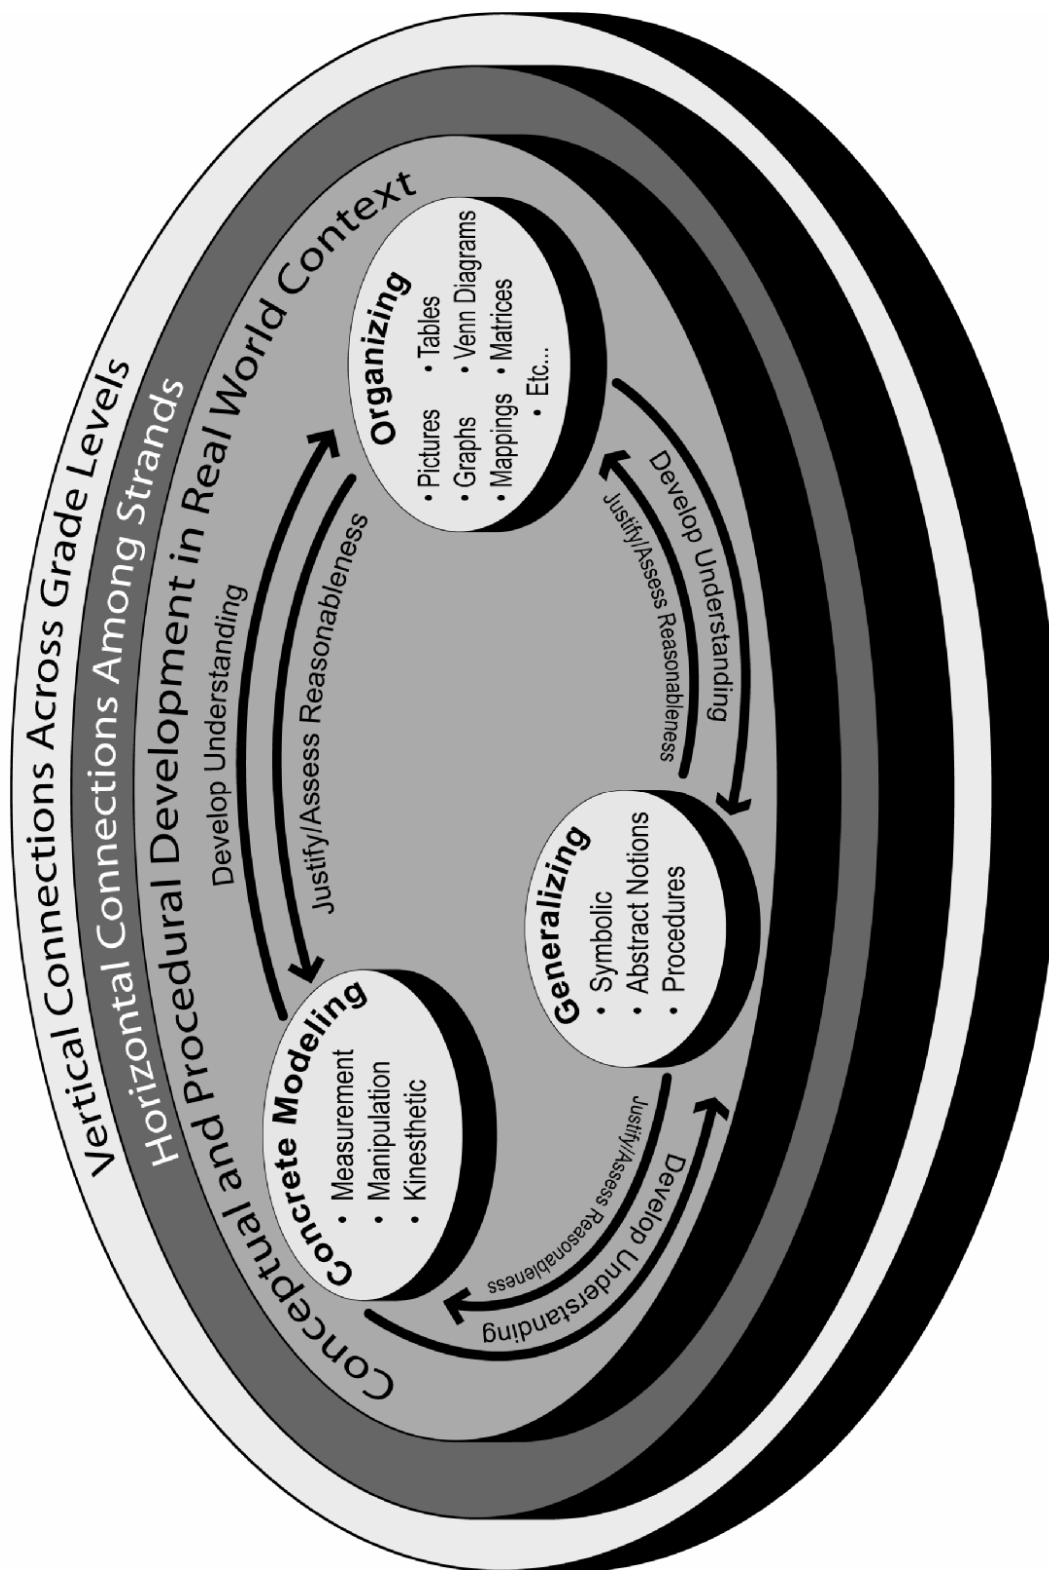 Vertical Connections Across Grade Levels
Horizontal Connections Among Strands
Conceptual and Procedural Development in Real World Context
Develop Understanding
Justify/Assess Reasonableness
Concrete Modeling
• Measurement
• Manipulation
• Kinesthetic
Organizing
• Pictures • Tables
• Graphs • Venn Diagrams
• Mappings • Matrices
• Etc...
Justify/Assess Reasonableness
Develop Understanding
Generalizing
• Symbolic
• Abstract Notions
• Procedures
Justify/Assess Reasonableness
Develop Understanding